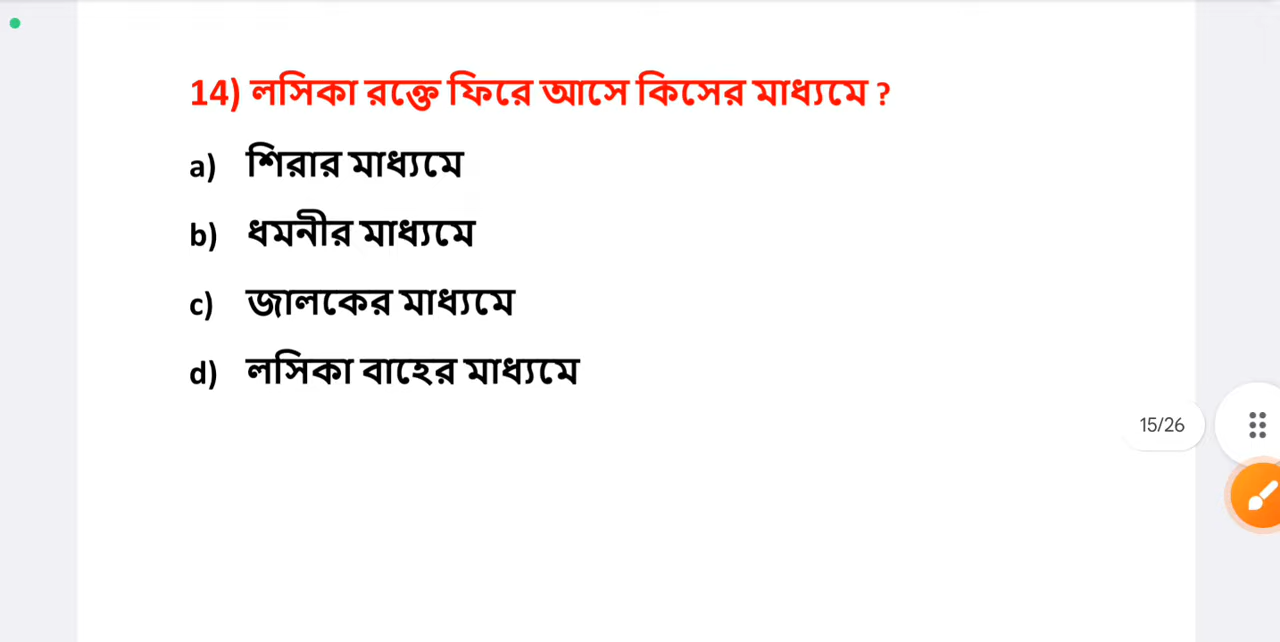 14) লসিকা রক্তে ফিরে আসে কিসের মাধ্যমে ?
a) শিরার মাধ্যমে
b) ধমনীর মাধ্যমে
c) জালকের মাধ্যমে
d) লসিকা বাহের মাধ্যমে
15/26